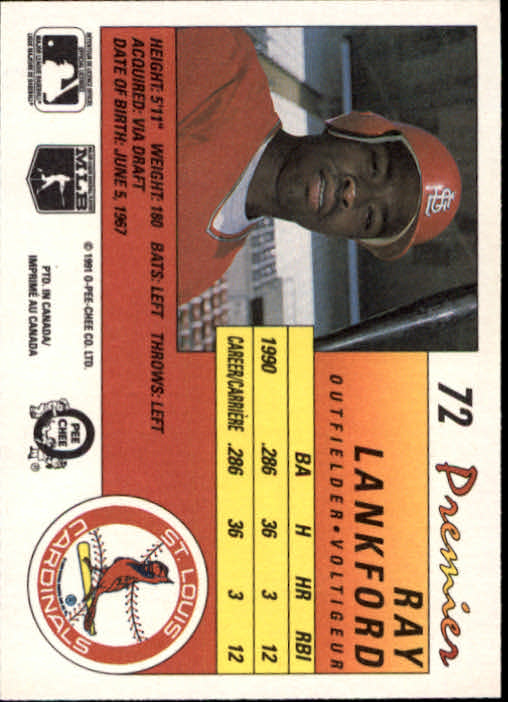 72 Premier
RAY
LANKFORD
OUTFIELDER • VOLTIGEUR
BA H HR RBI
1990 .286 36 3 12
CAREER/CARRIÈRE .286 36 3 12
HEIGHT: 5'11" WEIGHT: 180 BATS: LEFT THROWS: LEFT
ACQUIRED: VIA DRAFT
DATE OF BIRTH: JUNE 5, 1967
ST. LOUIS
CARDINALS
MLB
© 1991 O-PEE-CHEE CO. LTD.
PTD. IN CANADA/
IMPRIMÉ AU CANADA
O
PEE
CHEE
®